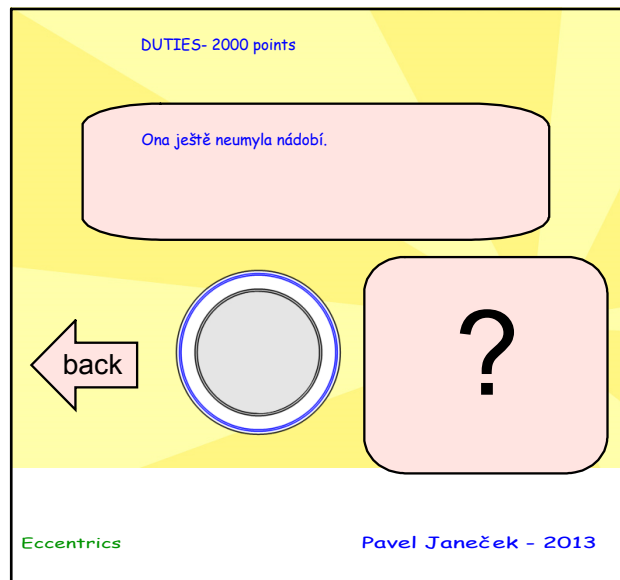 DUTIES- 2000 points
Ona ještě neumyla nádobí.
?
back
Eccentrics
Pavel Janeček - 2013